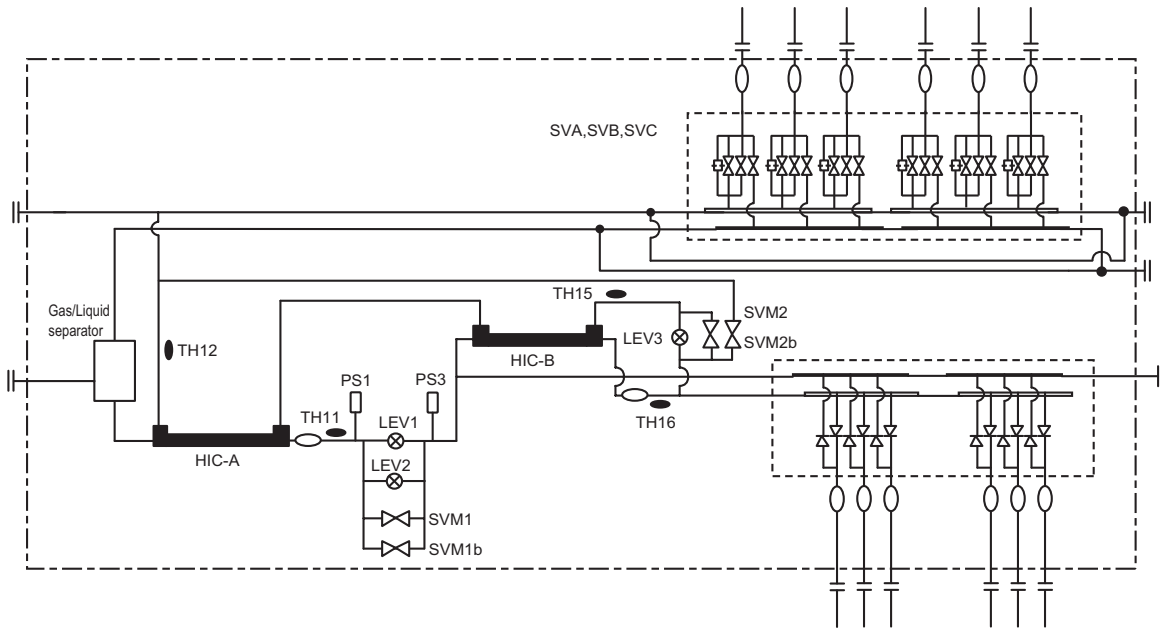 SVA,SVB,SVC
Gas/Liquid
separator
TH15
SVM2
LEV3
SVM2b
TH12
HIC-B
PS1
PS3
TH11
LEV1
TH16
HIC-A
LEV2
SVM1
SVM1b